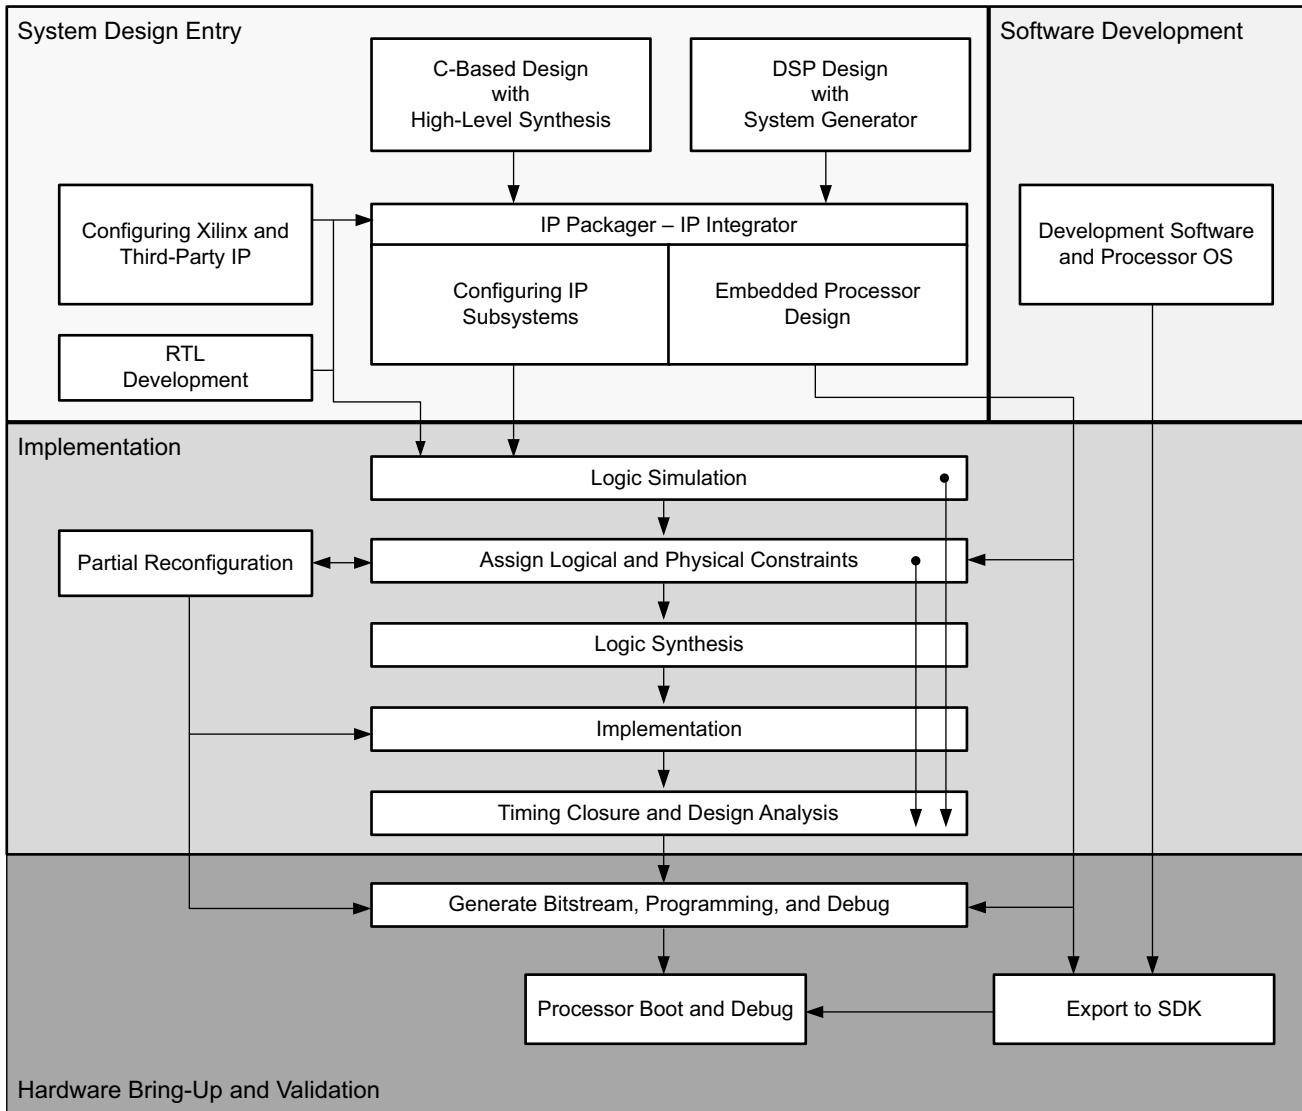 System Design Entry
Software Development
C-Based Design
with
High-Level Synthesis
DSP Design
with
System Generator
Configuring Xilinx and
Third-Party IP
IP Packager – IP Integrator
Development Software
and Processor OS
Configuring IP
Subsystems
Embedded Processor
Design
RTL
Development
Implementation
Logic Simulation
Partial Reconfiguration
Assign Logical and Physical Constraints
Logic Synthesis
Implementation
Timing Closure and Design Analysis
Generate Bitstream, Programming, and Debug
Processor Boot and Debug
Export to SDK
Hardware Bring-Up and Validation